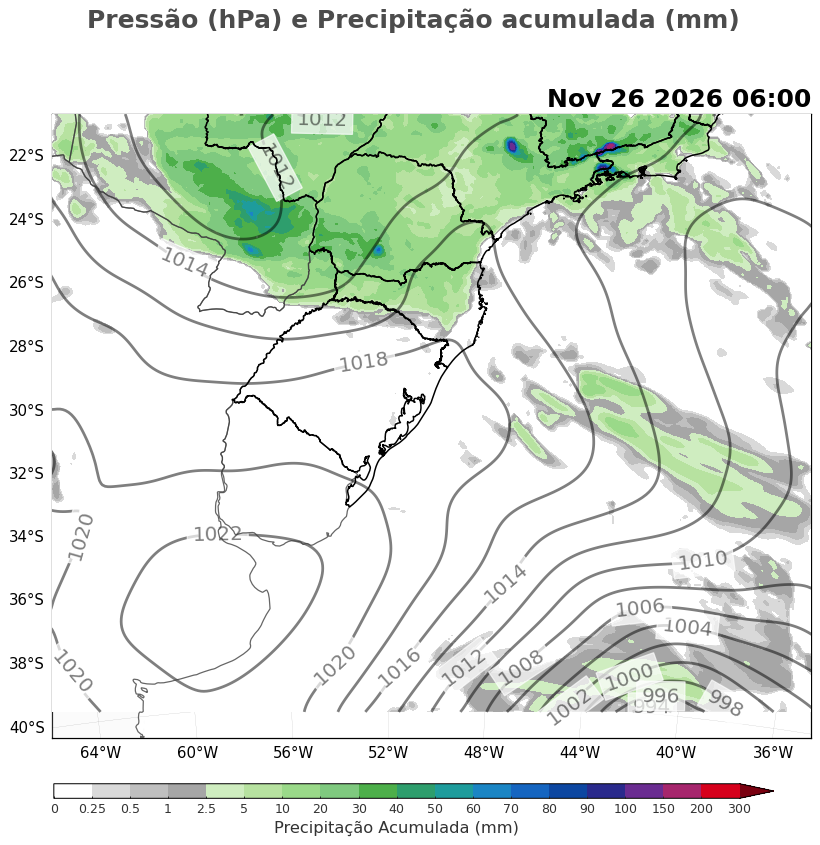 Pressão (hPa) e Precipitação acumulada (mm)
Nov 26 2026 06:00
1012
22°S
1012
24°S
1014
26°S
28°S
1018
30°S
32°S
1020
1022
34°S
1010
1014
36°S
1006
1004
38°S
1020
1020
1016
1012
1008
1000
996
998
1002
994
40°S
64°W 60°W 56°W 52°W 48°W 44°W 40°W 36°W
0 0.25 0.5 1 2.5 5 10 20 30 40 50 60 70 80 90 100 150 200 300
Precipitação Acumulada (mm)